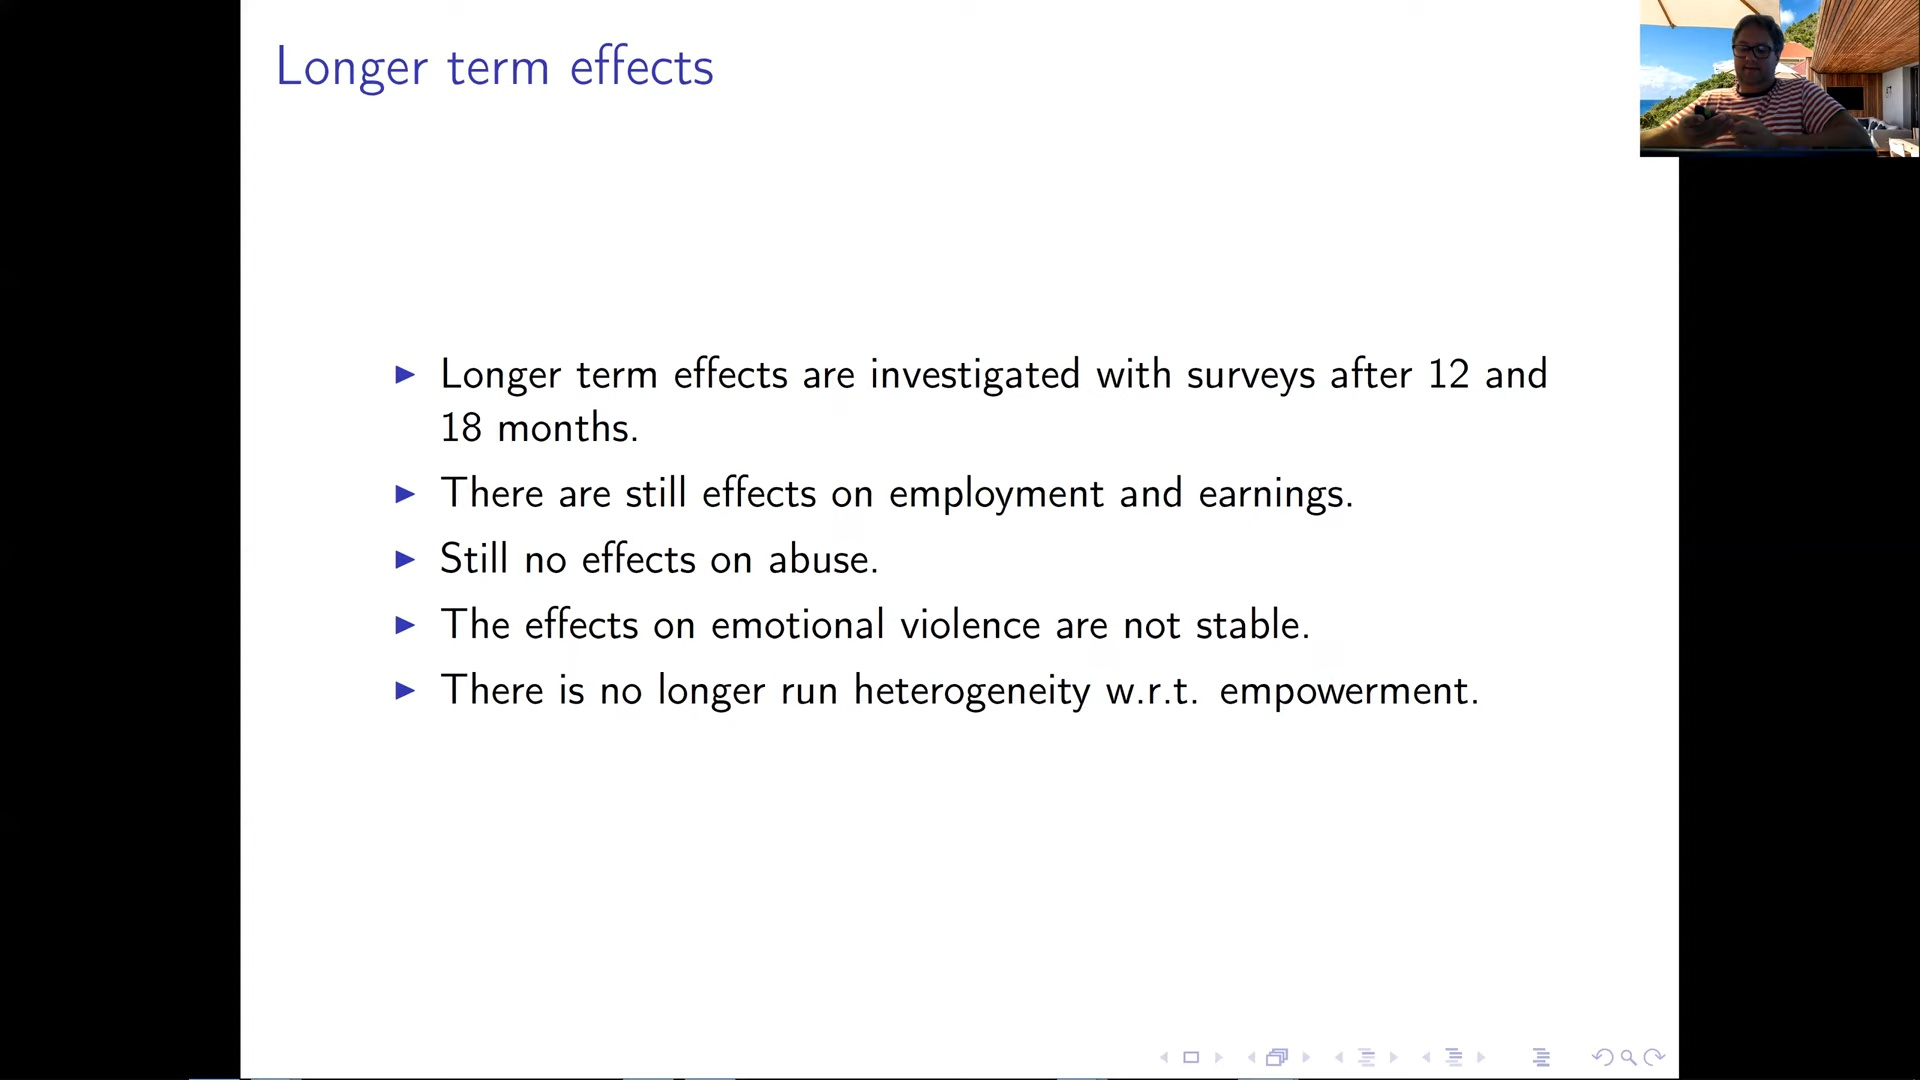 Longer term effects
Longer term effects are investigated with surveys after 12 and
18 months.
There are still effects on employment and earnings.
Still no effects on abuse.
The effects on emotional violence are not stable.
There is no longer run heterogeneity w.r.t. empowerment.